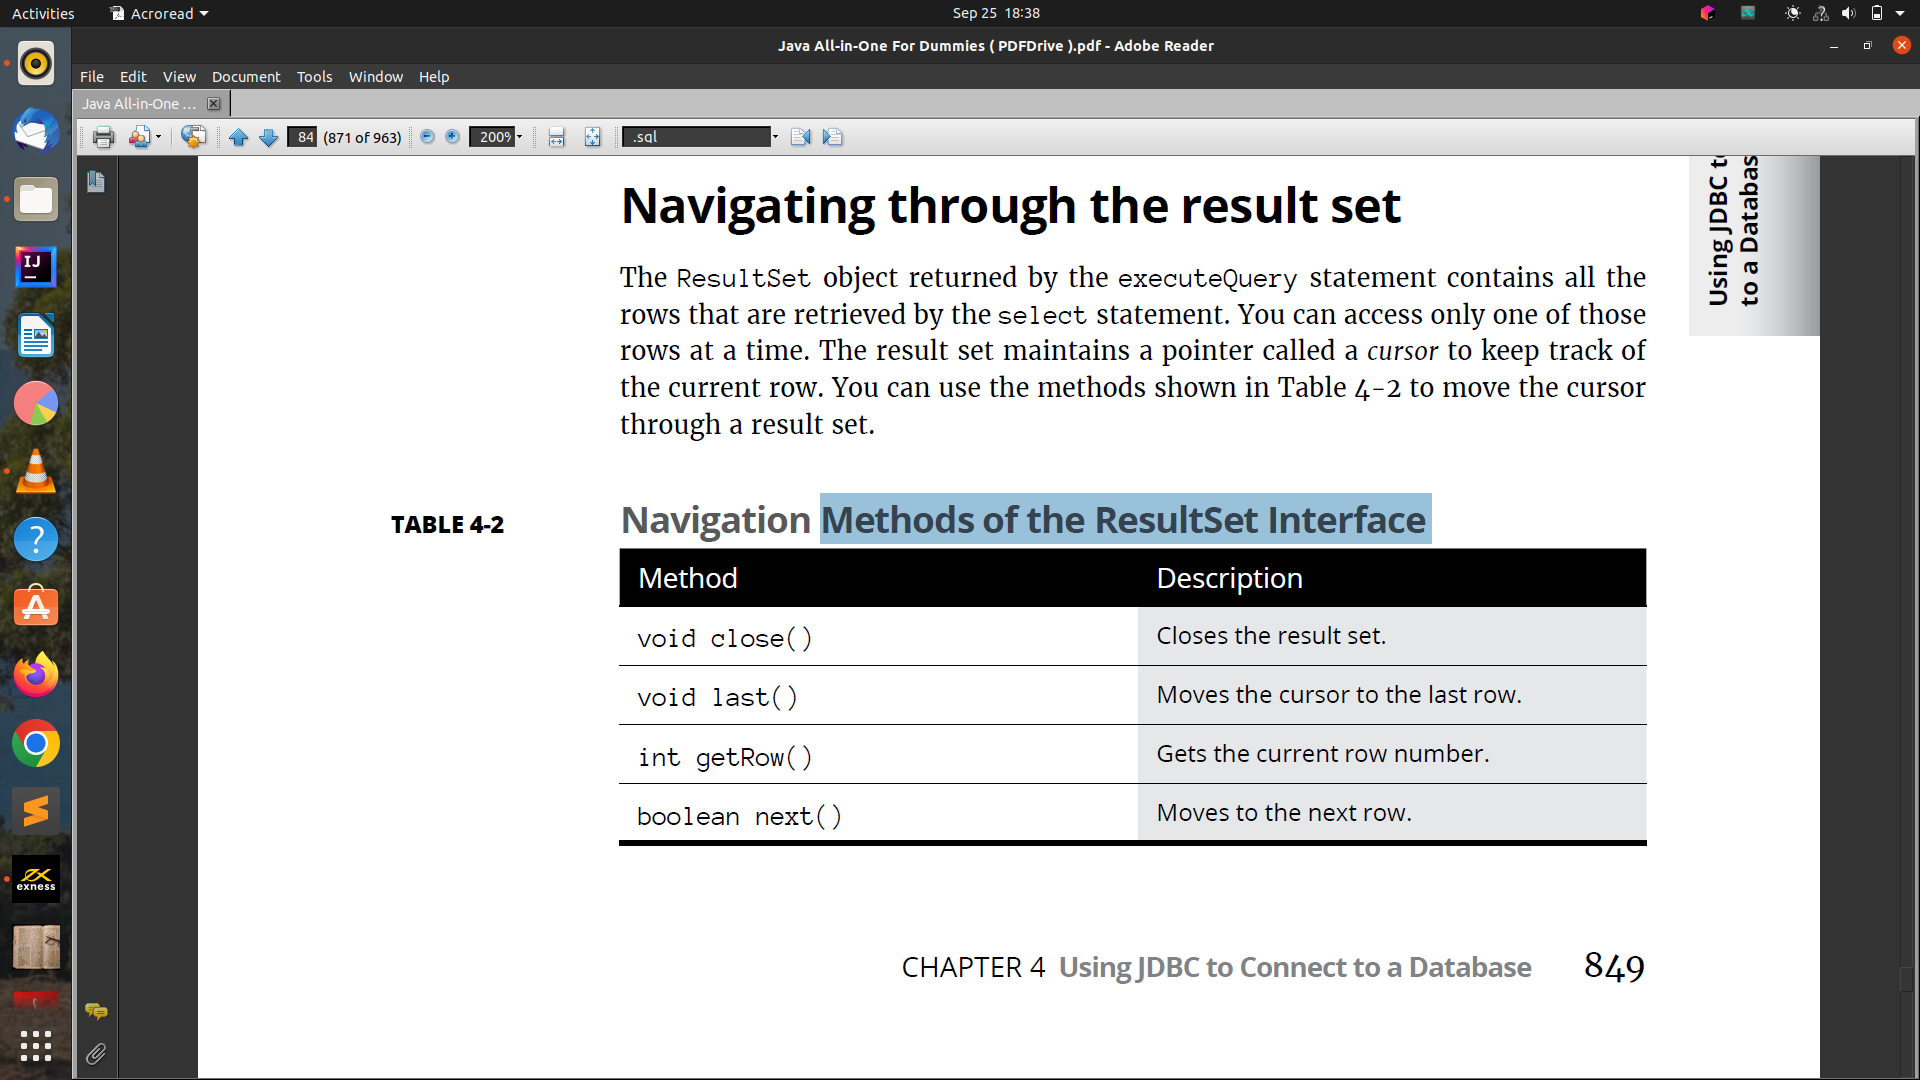 Activities
Acroread
Sep 25 18:38
Java All-in-One For Dummies ( PDFDrive ).pdf - Adobe Reader
File Edit View Document Tools Window Help
Java All-in-One ...
84 (871 of 963) 200% .sql
Using JDBC to
to a Databas
Navigating through the result set
The ResultSet object returned by the executeQuery statement contains all the
rows that are retrieved by the select statement. You can access only one of those
rows at a time. The result set maintains a pointer called a cursor to keep track of
the current row. You can use the methods shown in Table 4-2 to move the cursor
through a result set.
TABLE 4-2
Navigation Methods of the ResultSet Interface
Method Description
void close() Closes the result set.
void last() Moves the cursor to the last row.
int getRow() Gets the current row number.
boolean next() Moves to the next row.
CHAPTER 4 Using JDBC to Connect to a Database 849
IJ
exness